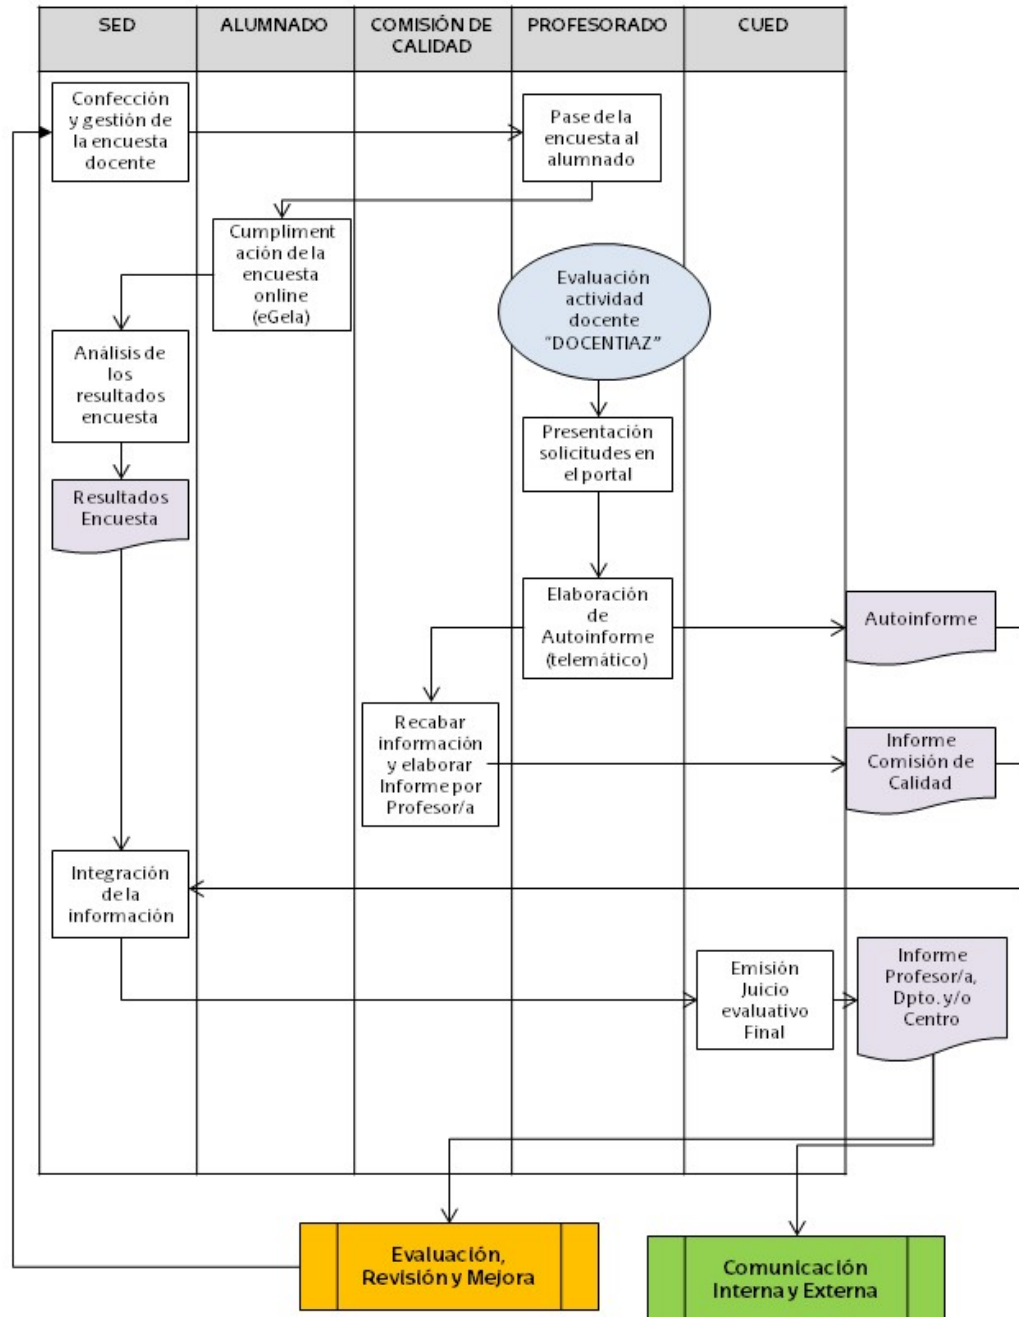 SED
ALUMNADO
COMISIÓN DE
CALIDAD
PROFESORADO
CUED
Confección
y gestión de
la encuesta
docente
Pase de la
encuesta al
alumnado
Cumpliment
ación de la
encuesta
online
(eGela)
Evaluación
actividad
docente
"DOCENTIAZ"
Análisis de
los
resultados
encuesta
Presentación
solicitudes en
el portal
Resultados
Encuesta
Elaboración
de
Autoinforme
(telemático)
Autoinforme
Recabar
información
y elaborar
Informe por
Profesor/a
Informe
Comisión de
Calidad
Integración
de la
información
Emisión
Juicio
evaluativo
Final
Informe
Profesor/a,
Dpto. y/o
Centro
Evaluación,
Revisión y Mejora
Comunicación
Interna y Externa